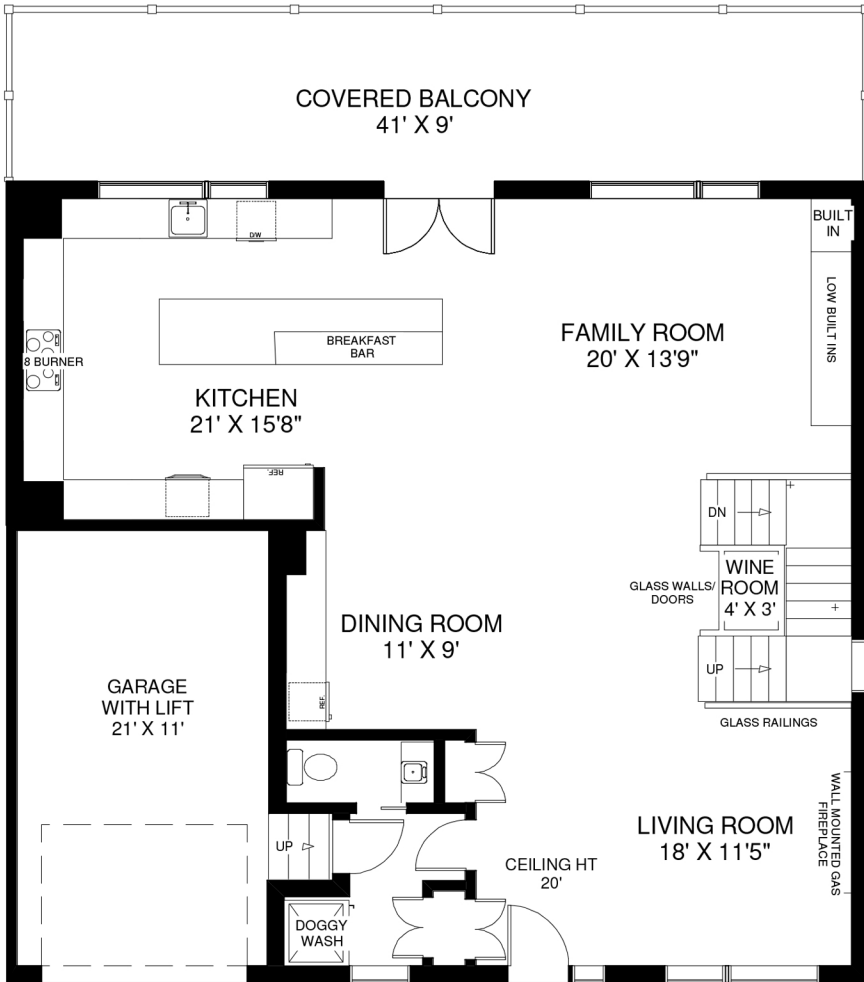 COVERED BALCONY
41' X 9'
BUILT
IN
D/W
LOW BUILT INS
FAMILY ROOM
20' X 13'9"
BREAKFAST
BAR
8 BURNER
KITCHEN
21' X 15'8"
REF.
DN
WINE
ROOM
4' X 3'
GLASS WALLS/
DOORS
DINING ROOM
11' X 9'
UP
GARAGE
WITH LIFT
21' X 11'
REF.
GLASS RAILINGS
WALL MOUNTED GAS
FIREPLACE
LIVING ROOM
18' X 11'5"
UP
CEILING HT
20'
DOGGY
WASH